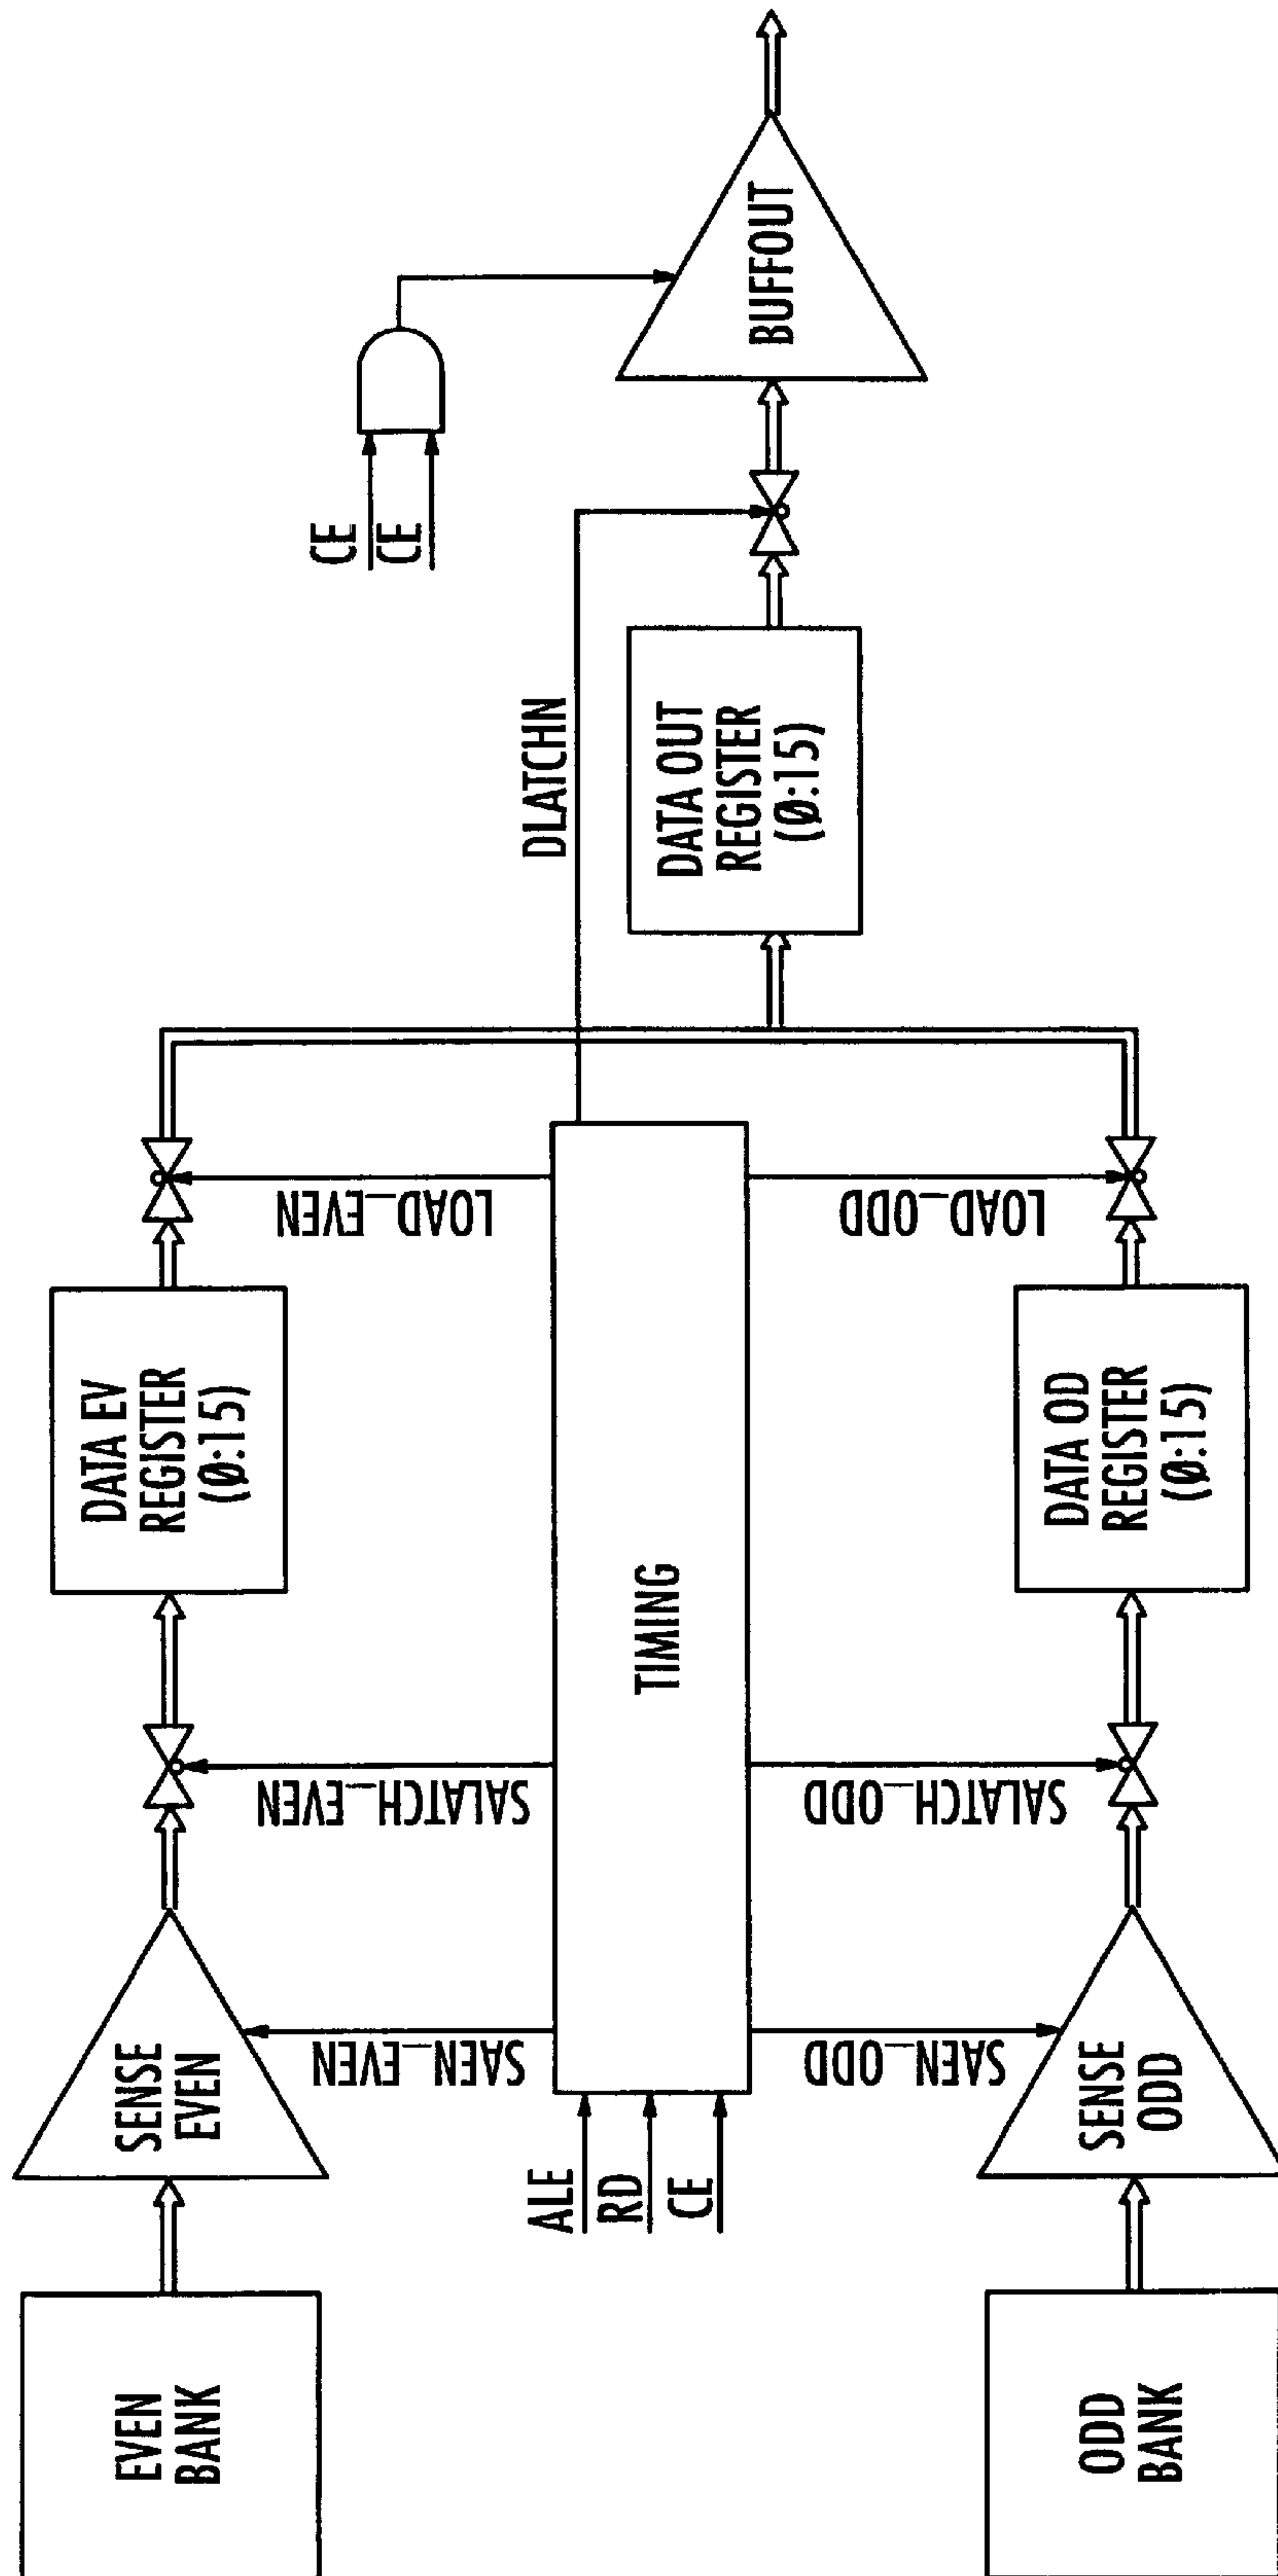 EVEN
BANK
SENSE
EVEN
SAEN_EVEN
SALATCH_EVEN
DATA EV
REGISTER
(Ø:15)
LOAD_EVEN
ALE
RD
CE
TIMING
DLATCHN
CE
CE
DATA OUT
REGISTER
(Ø:15)
BUFFOUT
ODD
BANK
SENSE
ODD
SAEN_ODD
SALATCH_ODD
DATA OD
REGISTER
(Ø:15)
LOAD_ODD